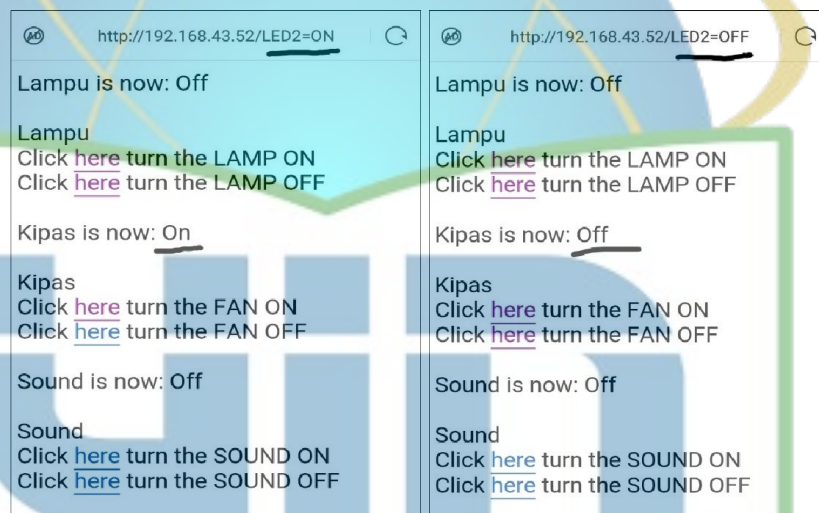 http://192.168.43.52/LED2=ON
Lampu is now: Off
Lampu
Click here turn the LAMP ON
Click here turn the LAMP OFF
Kipas is now: On
Kipas
Click here turn the FAN ON
Click here turn the FAN OFF
Sound is now: Off
Sound
Click here turn the SOUND ON
Click here turn the SOUND OFF
http://192.168.43.52/LED2=OFF
Lampu is now: Off
Lampu
Click here turn the LAMP ON
Click here turn the LAMP OFF
Kipas is now: Off
Kipas
Click here turn the FAN ON
Click here turn the FAN OFF
Sound is now: Off
Sound
Click here turn the SOUND ON
Click here turn the SOUND OFF